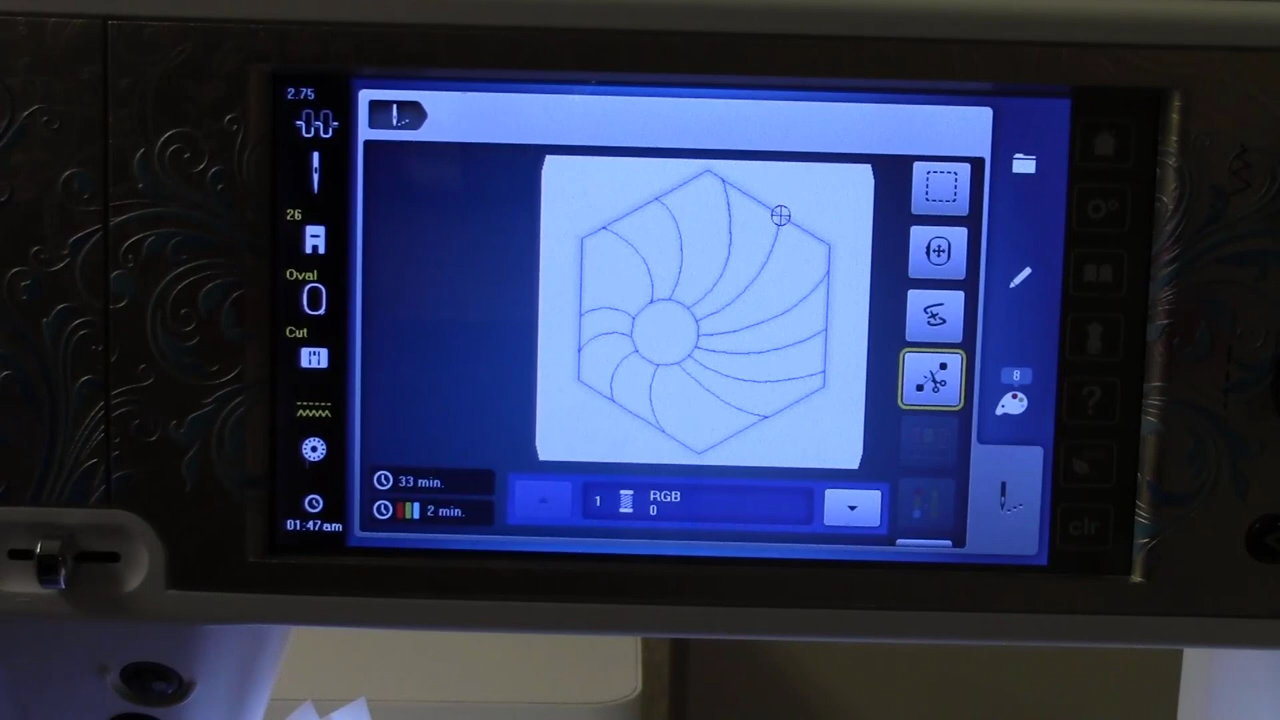 2.75
26
Oval
Cut
01:47am
33 min.
2 min.
1
RGB
0
8
?
clr